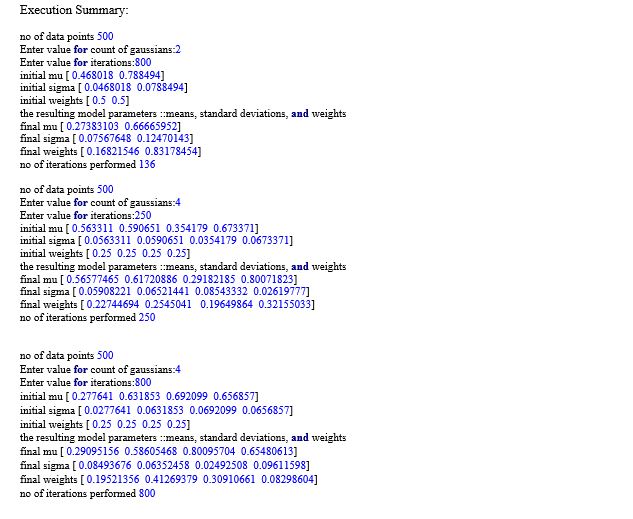 Execution Summary:
no of data points 500
Enter value for count of gaussians:2
Enter value for iterations:800
initial mu [ 0.468018 0.788494]
initial sigma [ 0.0468018 0.0788494]
initial weights [ 0.5 0.5]
the resulting model parameters ::means, standard deviations, and weights
final mu [ 0.27383103 0.66665952]
final sigma [ 0.07567648 0.12470143]
final weights [ 0.16821546 0.83178454]
no of iterations performed 136
no of data points 500
Enter value for count of gaussians:4
Enter value for iterations:250
initial mu [ 0.563311 0.590651 0.354179 0.673371]
initial sigma [ 0.0563311 0.0590651 0.0354179 0.0673371]
initial weights [ 0.25 0.25 0.25 0.25]
the resulting model parameters ::means, standard deviations, and weights
final mu [ 0.56577465 0.61720886 0.29182185 0.80071823]
final sigma [ 0.05908221 0.06521441 0.08543332 0.02619777]
final weights [ 0.22744694 0.2545041 0.19649864 0.32155033]
no of iterations performed 250
no of data points 500
Enter value for count of gaussians:4
Enter value for iterations:800
initial mu [ 0.277641 0.631853 0.692099 0.656857]
initial sigma [ 0.0277641 0.0631853 0.0692099 0.0656857]
initial weights [ 0.25 0.25 0.25 0.25]
the resulting model parameters ::means, standard deviations, and weights
final mu [ 0.29095156 0.58605468 0.80095704 0.65480613]
final sigma [ 0.08493676 0.06352458 0.02492508 0.09611598]
final weights [ 0.19521356 0.41269379 0.30910661 0.08298604]
no of iterations performed 800